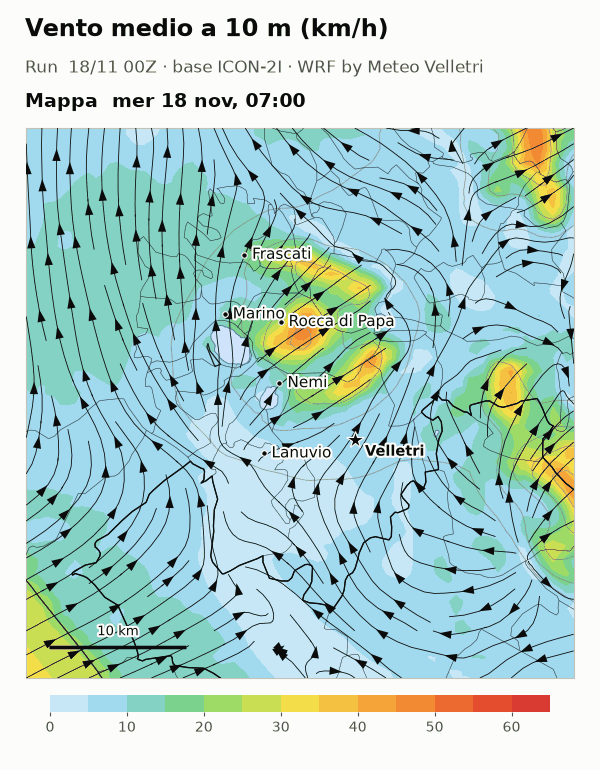 Vento medio a 10 m (km/h)
Run  18/11 00Z · base ICON-2I · WRF by Meteo Velletri
Mappa  mer 18 nov, 07:00
Frascati
Marino
Rocca di Papa
Nemi
Velletri
Lanuvio
10 km
0 10 20 30 40 50 60